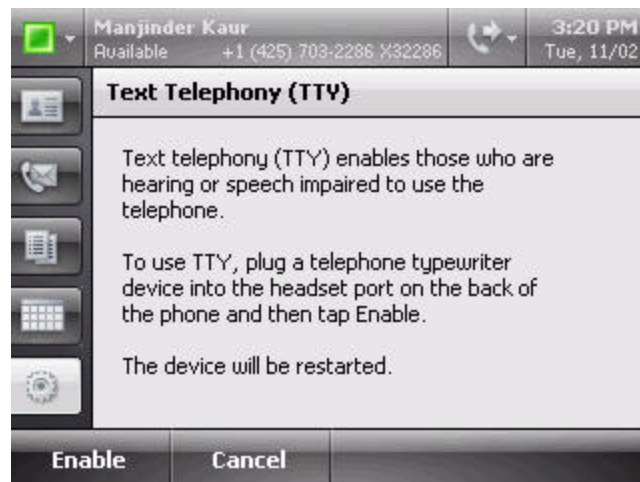 Manjinder Kaur
Available +1 (425) 703-2286 X32286
3:20 PM
Tue, 11/02
Text Telephony (TTY)
Text telephony (TTY) enables those who are
hearing or speech impaired to use the
telephone.
To use TTY, plug a telephone typewriter
device into the headset port on the back of
the phone and then tap Enable.
The device will be restarted.
Enable Cancel